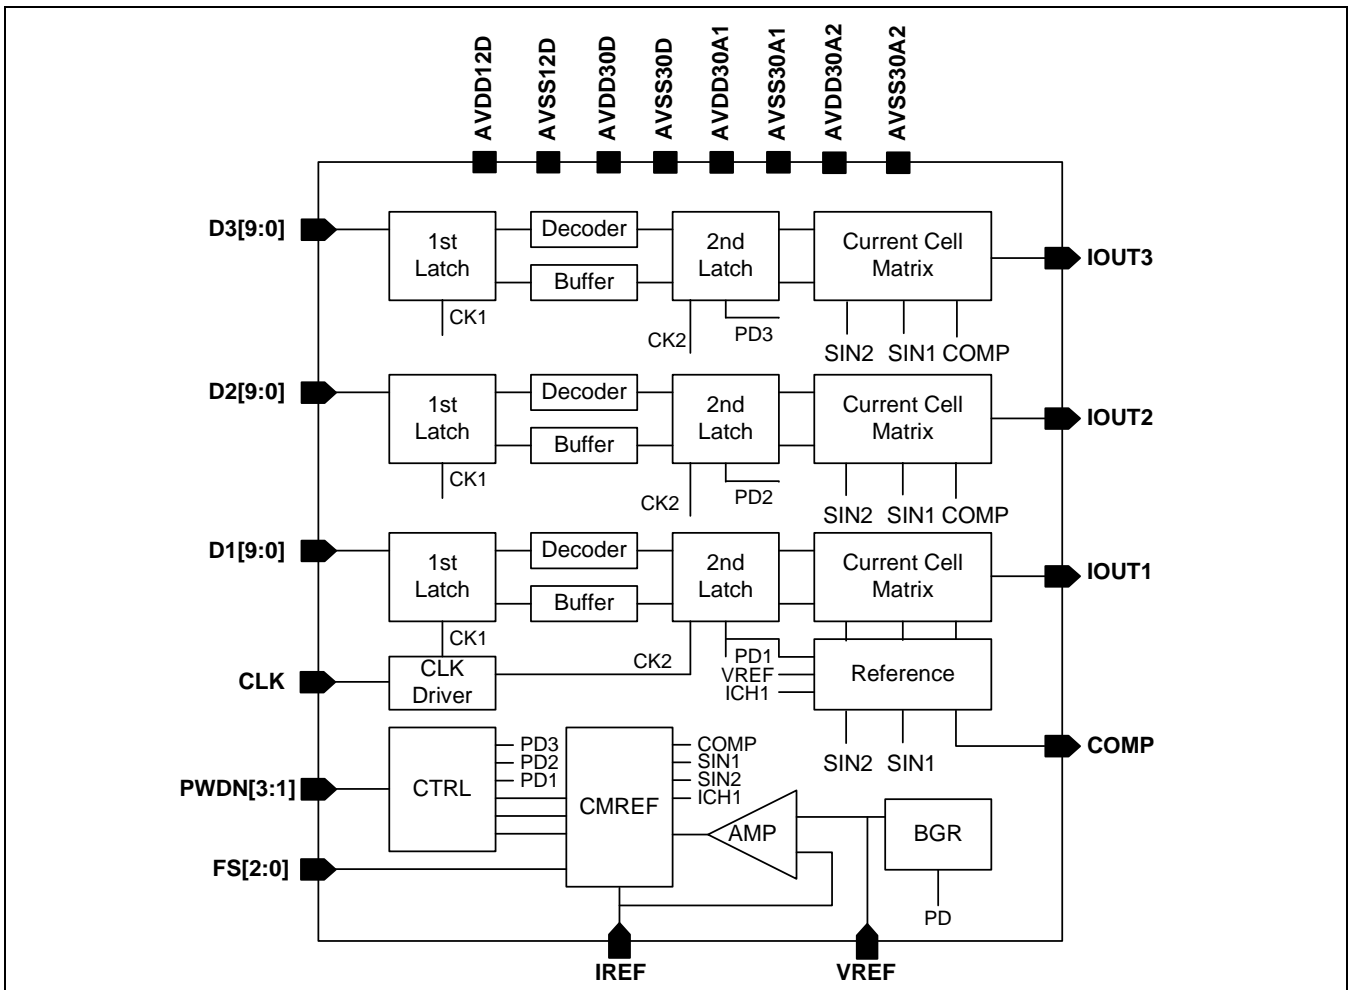 AVDD12D
AVSS12D
AVDD30D
AVSS30D
AVDD30A1
AVSS30A1
AVDD30A2
AVSS30A2
D3[9:0]
1st
Latch
Decoder
Buffer
2nd
Latch
Current Cell
Matrix
IOUT3
CK1
CK2
PD3
SIN2
SIN1
COMP
D2[9:0]
1st
Latch
Decoder
Buffer
2nd
Latch
Current Cell
Matrix
IOUT2
CK1
CK2
PD2
SIN2
SIN1
COMP
D1[9:0]
1st
Latch
Decoder
Buffer
2nd
Latch
Current Cell
Matrix
IOUT1
CK1
CK2
PD1
VREF
ICH1
Reference
CLK
CLK
Driver
SIN2
SIN1
COMP
PWDN[3:1]
CTRL
PD3
PD2
PD1
CMREF
COMP
SIN1
SIN2
ICH1
AMP
BGR
PD
FS[2:0]
IREF
VREF